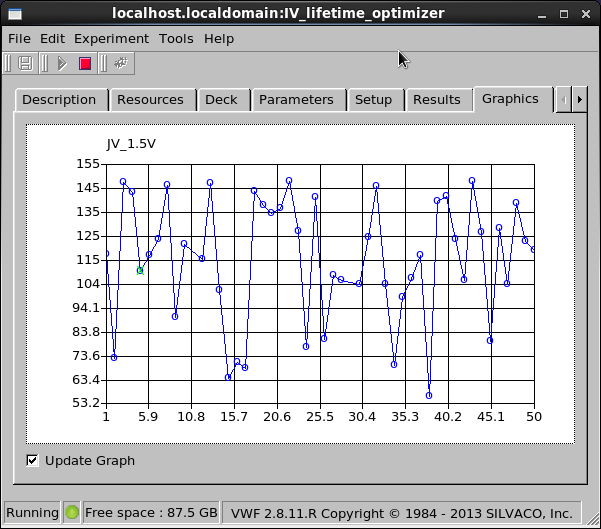 localhost.localdomain:IV_lifetime_optimizer
File Edit Experiment Tools Help
Description Resources Deck Parameters Setup Results Graphics
JV_1.5V
155
145
135
125
115
104
94.1
83.8
73.6
63.4
53.2
1 5.9 10.8 15.7 20.6 25.5 30.4 35.3 40.2 45.1 50
Update Graph
Running Free space : 87.5 GB VWF 2.8.11.R Copyright © 1984 - 2013 SILVACO, Inc.